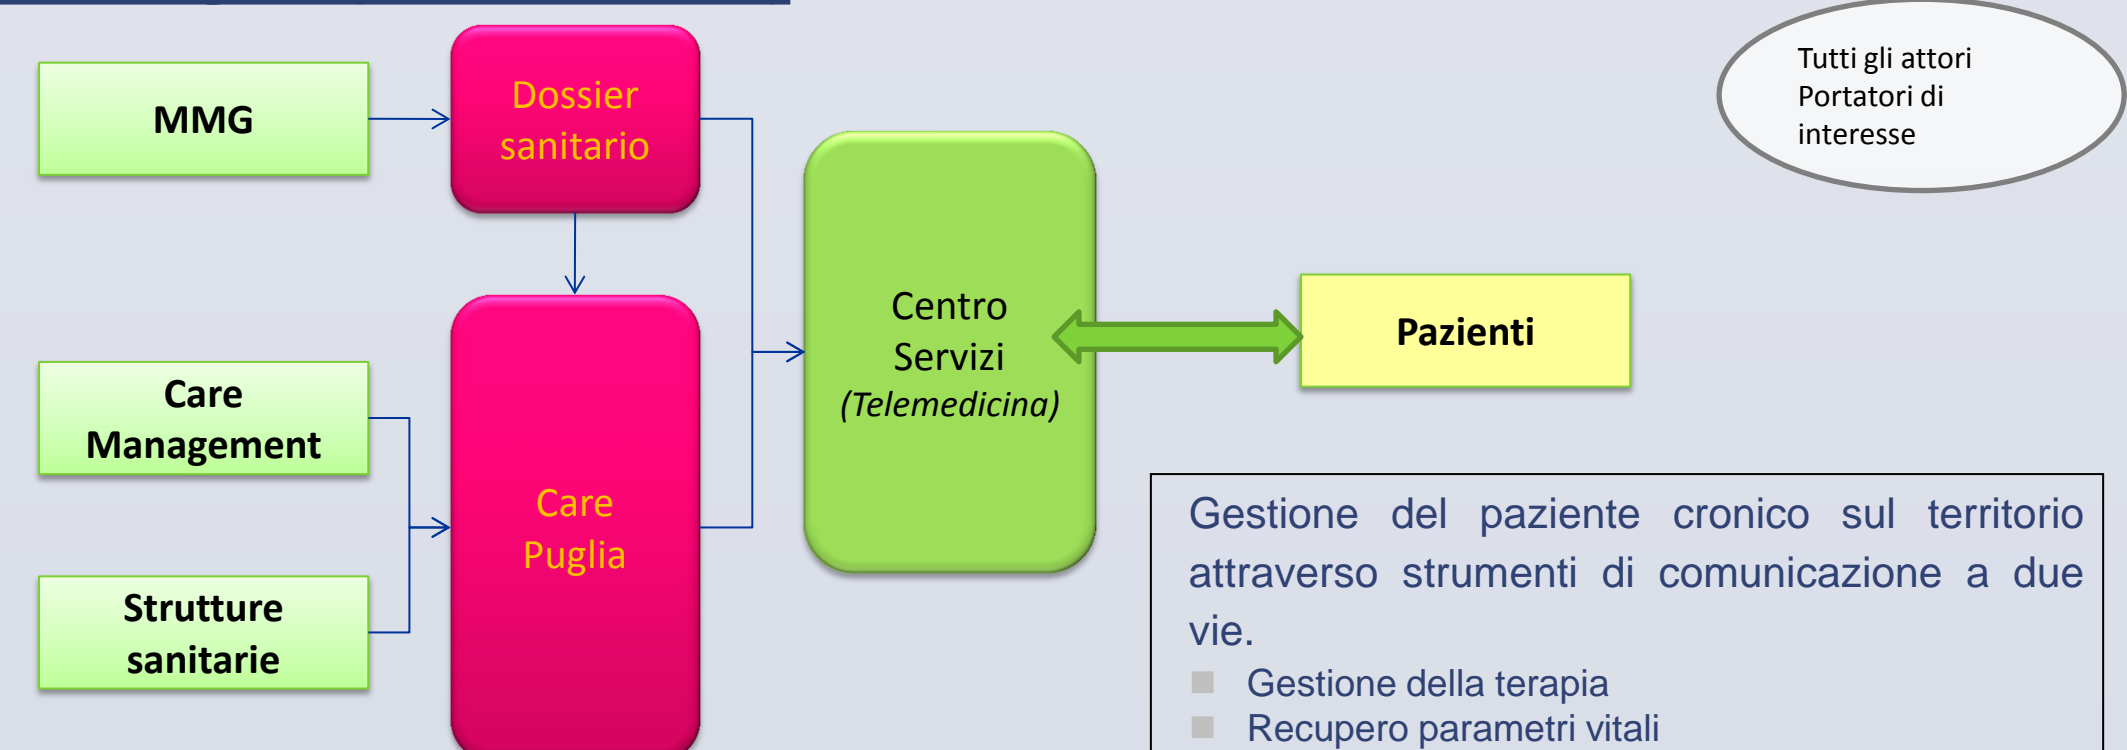 MMG
Dossier
sanitario
Tutti gli attori
Portatori di
interesse
Centro
Servizi
(Telemedicina)
Pazienti
Care
Management
Care
Puglia
Strutture
sanitarie
Gestione del paziente cronico sul territorio
attraverso strumenti di comunicazione a due
vie.
Gestione della terapia
Recupero parametri vitali